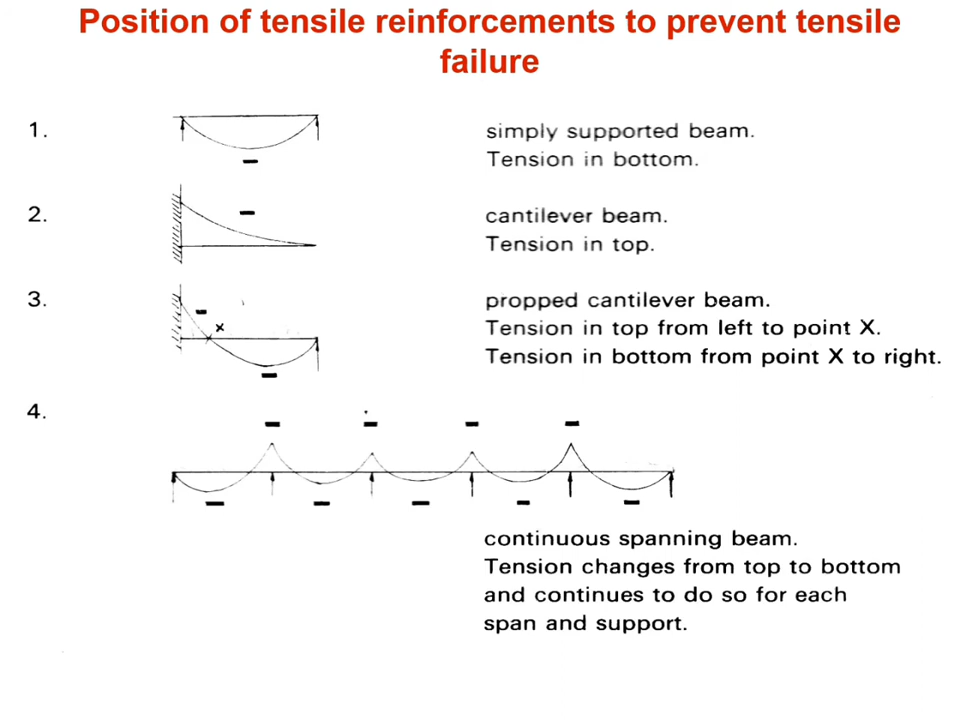 Position of tensile reinforcements to prevent tensile
failure
1.
simply supported beam.
Tension in bottom.
2.
cantilever beam.
Tension in top.
3.
x
propped cantilever beam.
Tension in top from left to point X.
Tension in bottom from point X to right.
4.
continuous spanning beam.
Tension changes from top to bottom
and continues to do so for each
span and support.